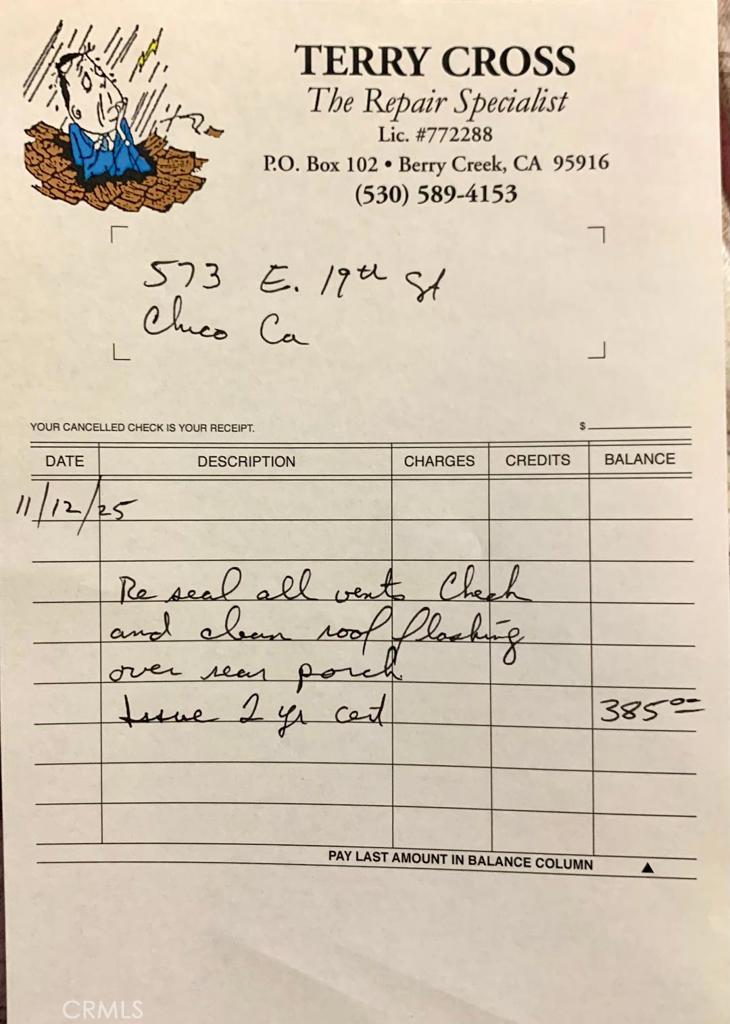 TERRY CROSS
The Repair Specialist
Lic. #772288
P.O. Box 102 • Berry Creek, CA 95916
(530) 589-4153
573 E. 19th St
Chico Ca
YOUR CANCELLED CHECK IS YOUR RECEIPT.
$
DATE DESCRIPTION CHARGES CREDITS BALANCE
11/12/25
Re seal all vents Check
and clean roof flashing
over rear porch
Issue 2 yr cert 385.00
PAY LAST AMOUNT IN BALANCE COLUMN
CRMLS